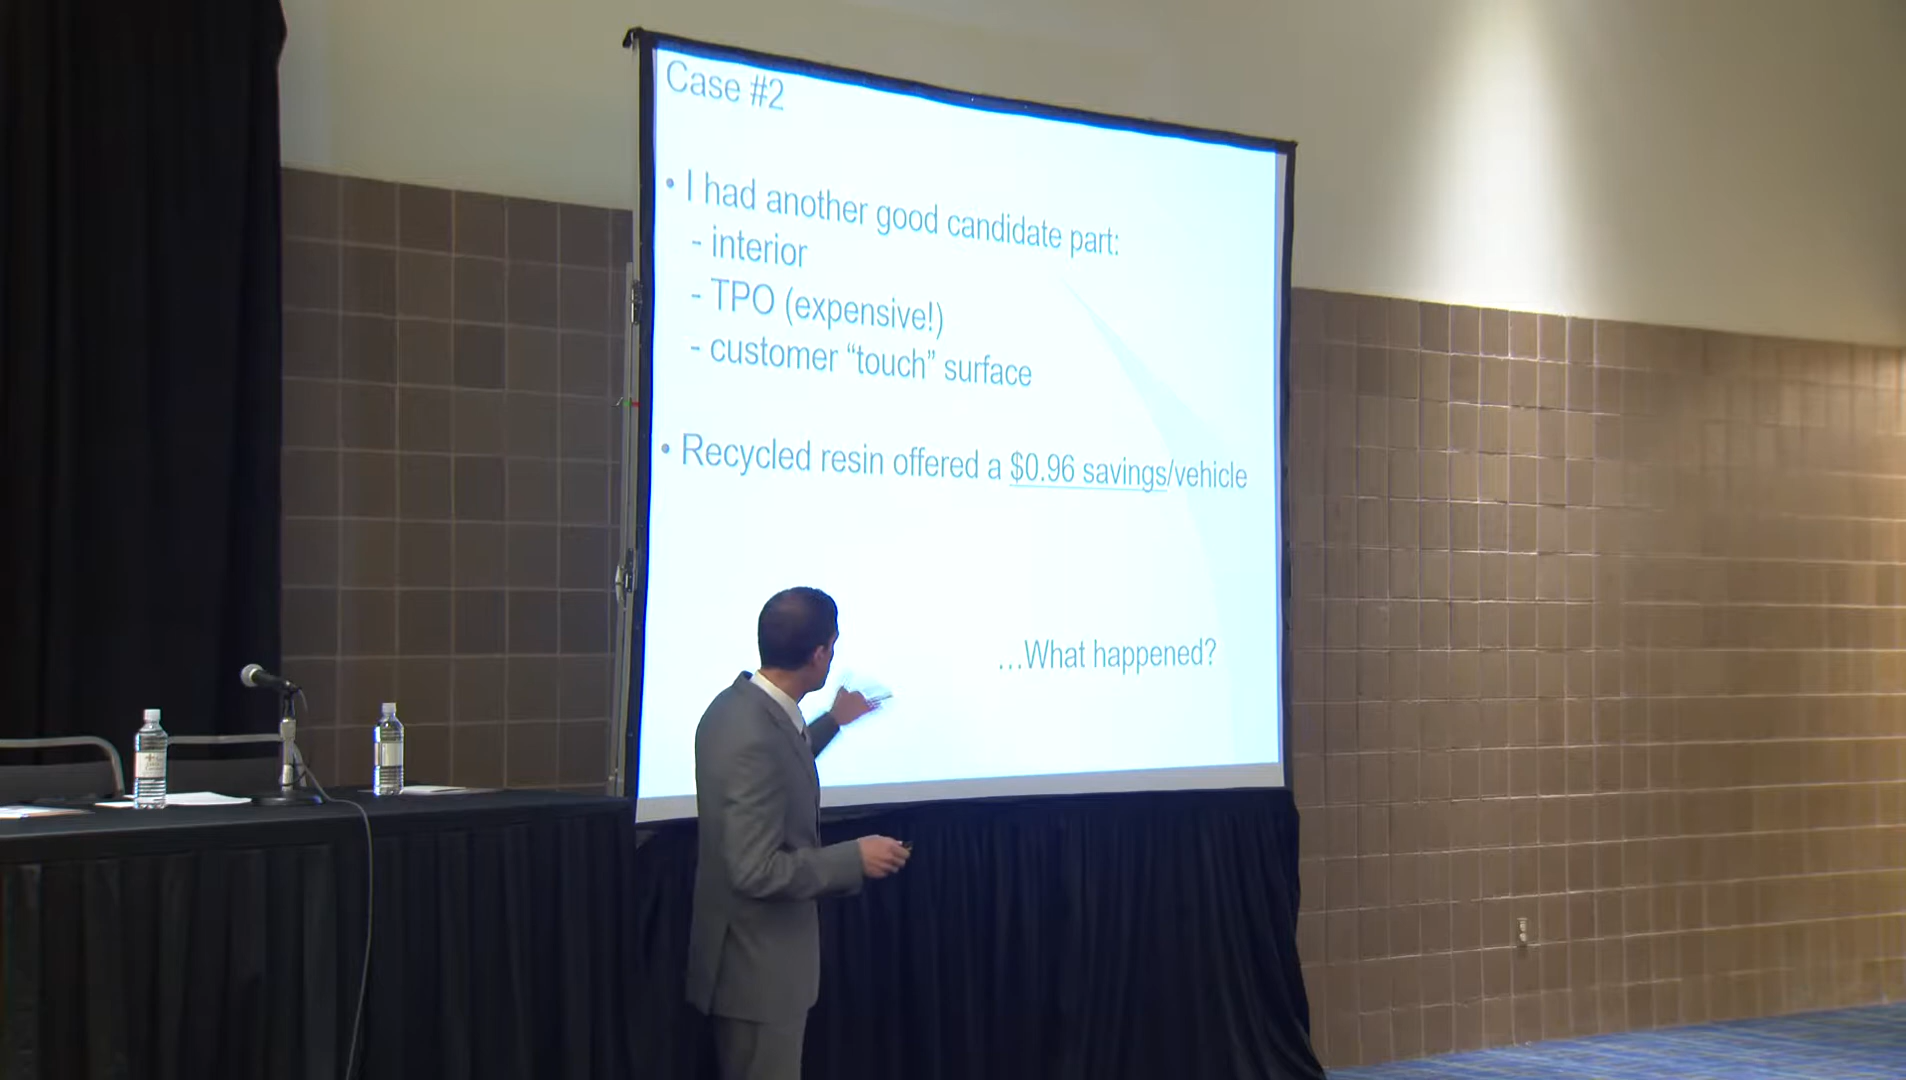 Case #2
• I had another good candidate part:
- interior
- TPO (expensive!)
- customer “touch” surface
• Recycled resin offered a $0.96 savings/vehicle
...What happened?